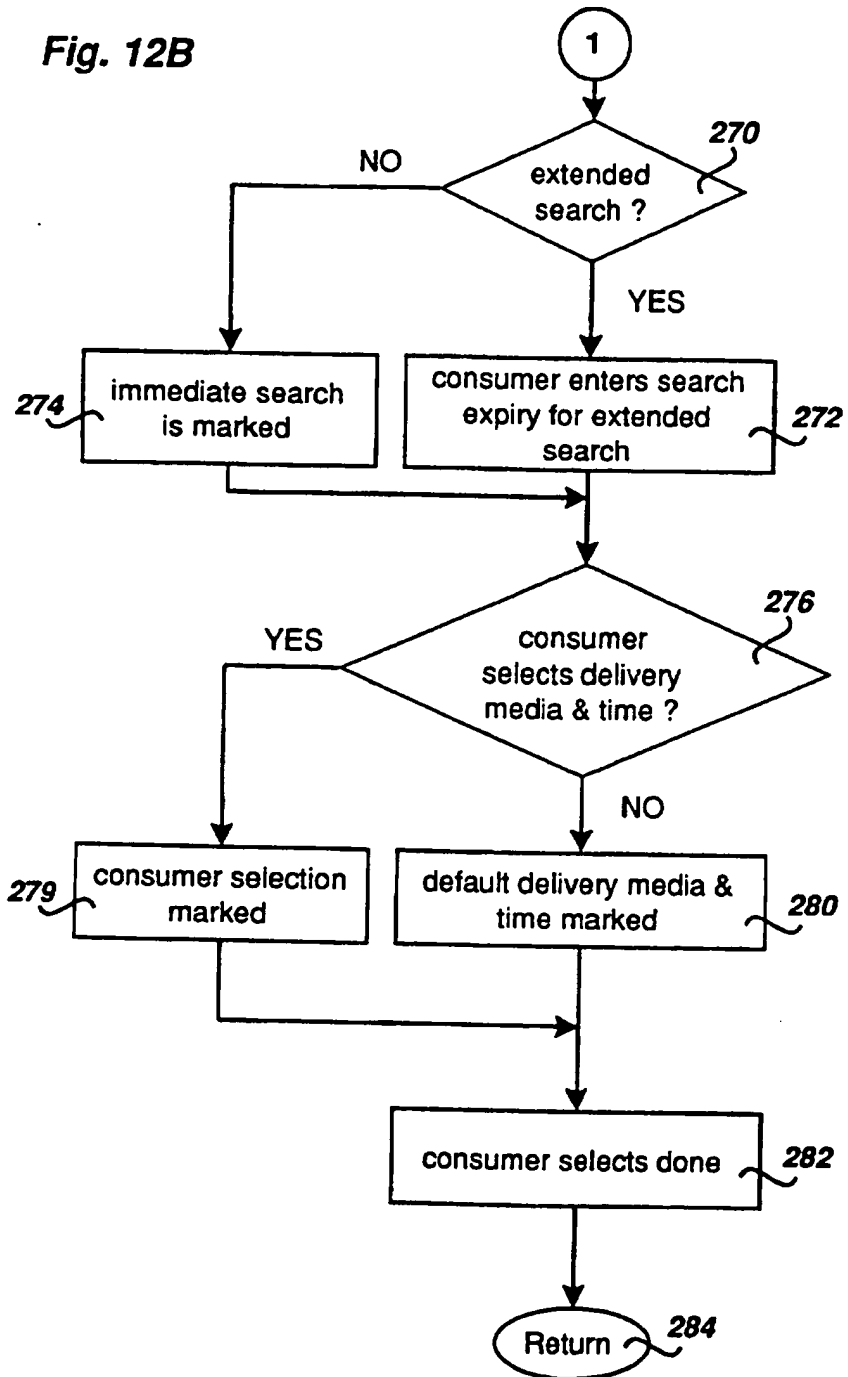 Fig. 12B
1
270
NO
extended
search ?
YES
274
immediate search
is marked
consumer enters search
expiry for extended
search
272
276
YES
consumer
selects delivery
media & time ?
NO
279
consumer selection
marked
default delivery media &
time marked
280
consumer selects done
282
Return
284